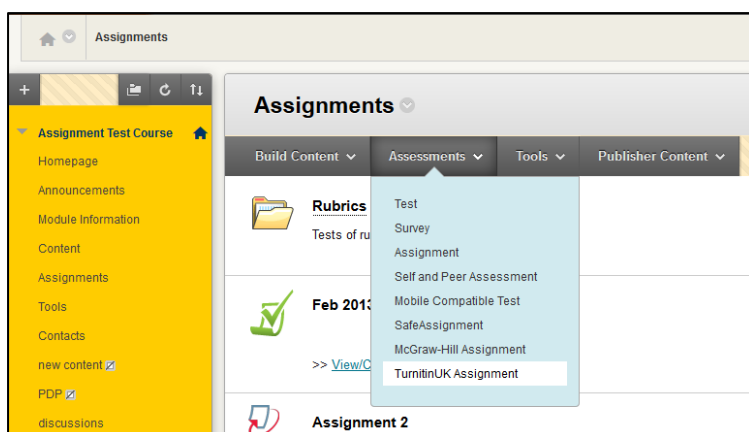 Assignments
Assignment Test Course
Homepage
Announcements
Module Information
Content
Assignments
Tools
Contacts
new content
PDP
discussions
Assignments
Build Content
Assessments
Tools
Publisher Content
Test
Survey
Assignment
Self and Peer Assessment
Mobile Compatible Test
SafeAssignment
McGraw-Hill Assignment
TurnitinUK Assignment
Rubrics
Tests of ru
Feb 2013
>> View/C
Assignment 2